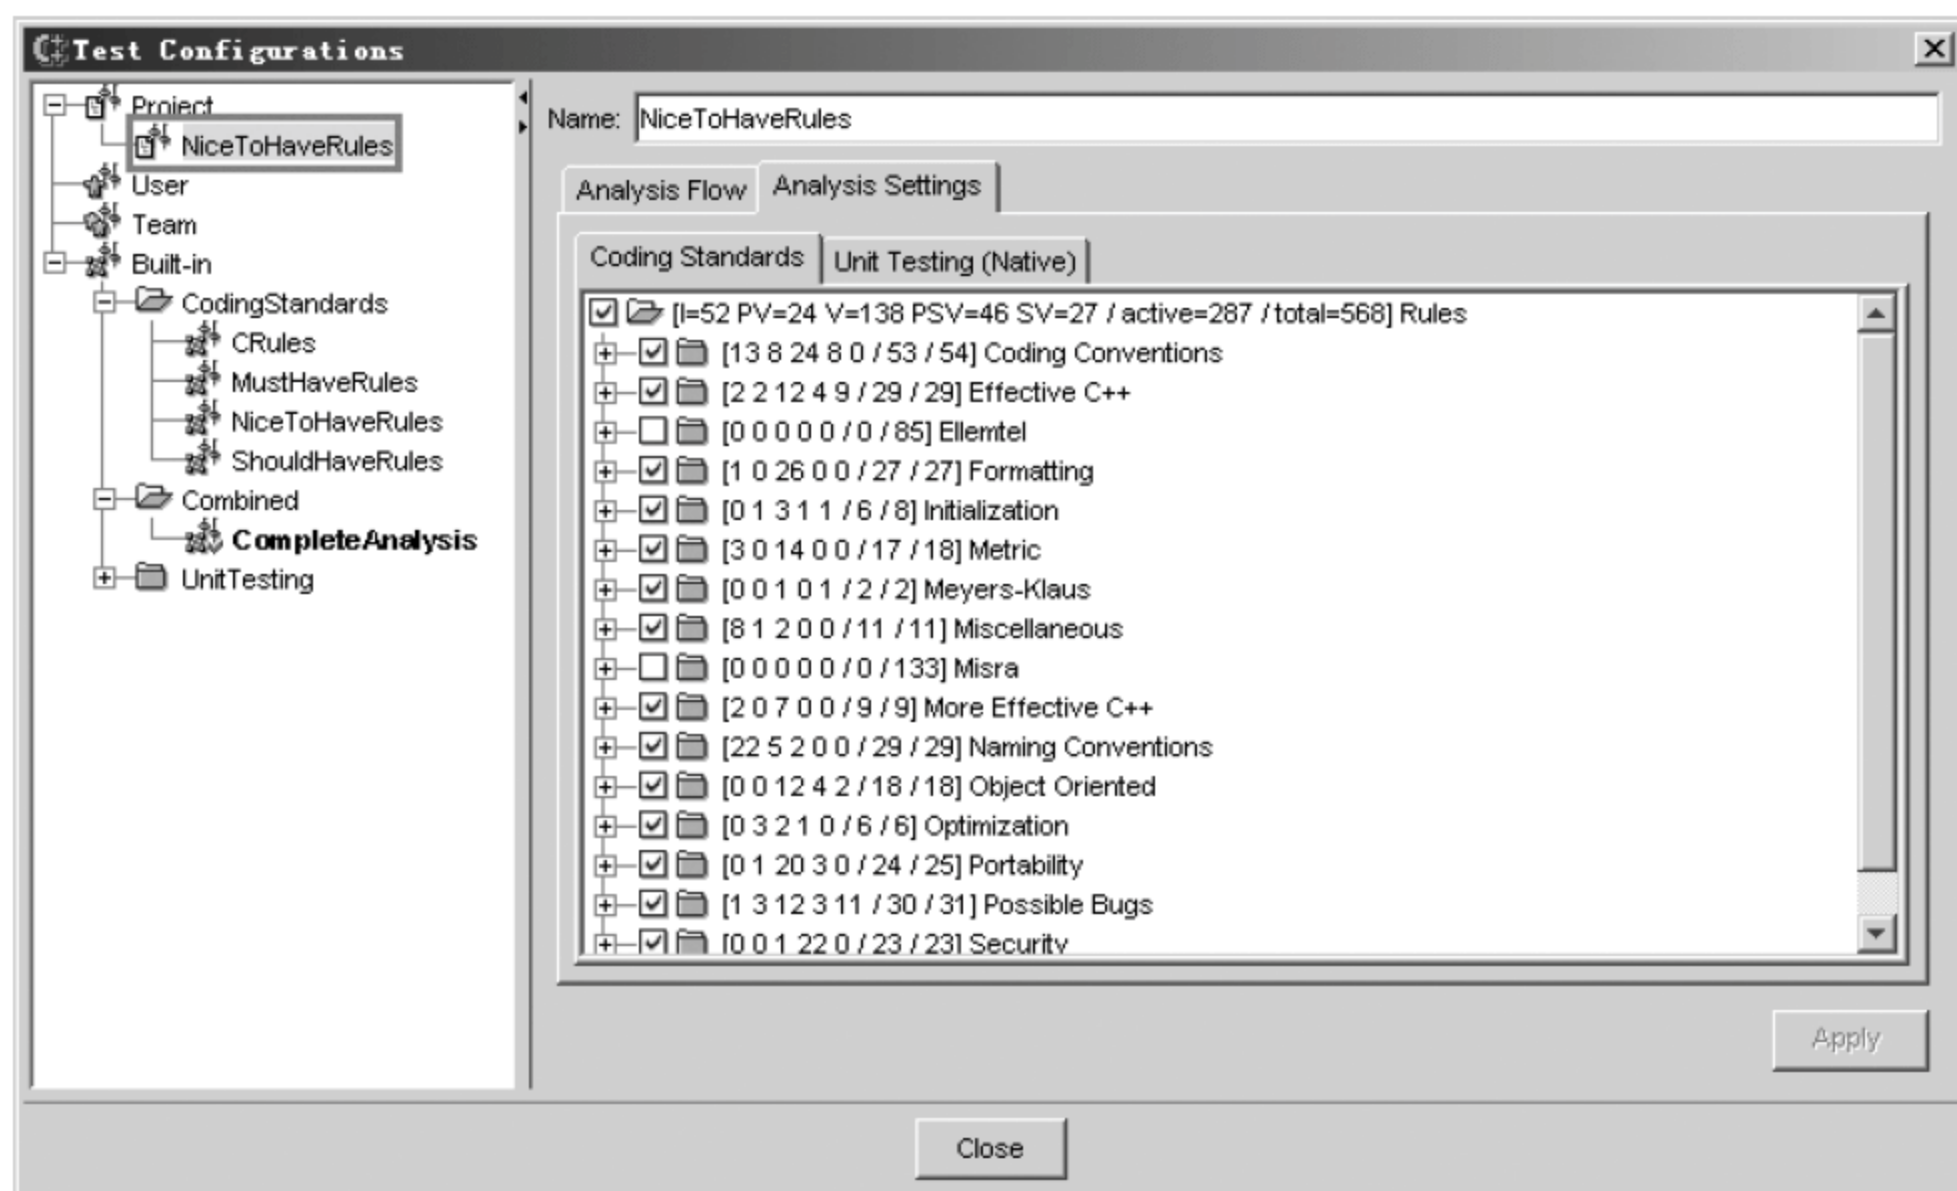 Test Configurations
Project
NiceToHaveRules
User
Team
Built-in
CodingStandards
CRules
MustHaveRules
NiceToHaveRules
ShouldHaveRules
Combined
CompleteAnalysis
UnitTesting
Name: NiceToHaveRules
Analysis Flow Analysis Settings
Coding Standards Unit Testing (Native)
[I=52 PV=24 V=138 PSV=46 SV=27 / active=287 / total=568] Rules
[13 8 24 8 0 / 53 / 54] Coding Conventions
[2 2 12 4 9 / 29 / 29] Effective C++
[0 0 0 0 0 / 0 / 85] Ellemtel
[1 0 26 0 0 / 27 / 27] Formatting
[0 1 3 1 1 / 6 / 8] Initialization
[3 0 14 0 0 / 17 / 18] Metric
[0 0 1 0 1 / 2 / 2] Meyers-Klaus
[8 1 2 0 0 / 11 / 11] Miscellaneous
[0 0 0 0 0 / 0 / 133] Misra
[2 0 7 0 0 / 9 / 9] More Effective C++
[22 5 2 0 0 / 29 / 29] Naming Conventions
[0 0 12 4 2 / 18 / 18] Object Oriented
[0 3 2 1 0 / 6 / 6] Optimization
[0 1 20 3 0 / 24 / 25] Portability
[1 3 12 3 11 / 30 / 31] Possible Bugs
[0 0 1 22 0 / 23 / 23] Security
Apply
Close